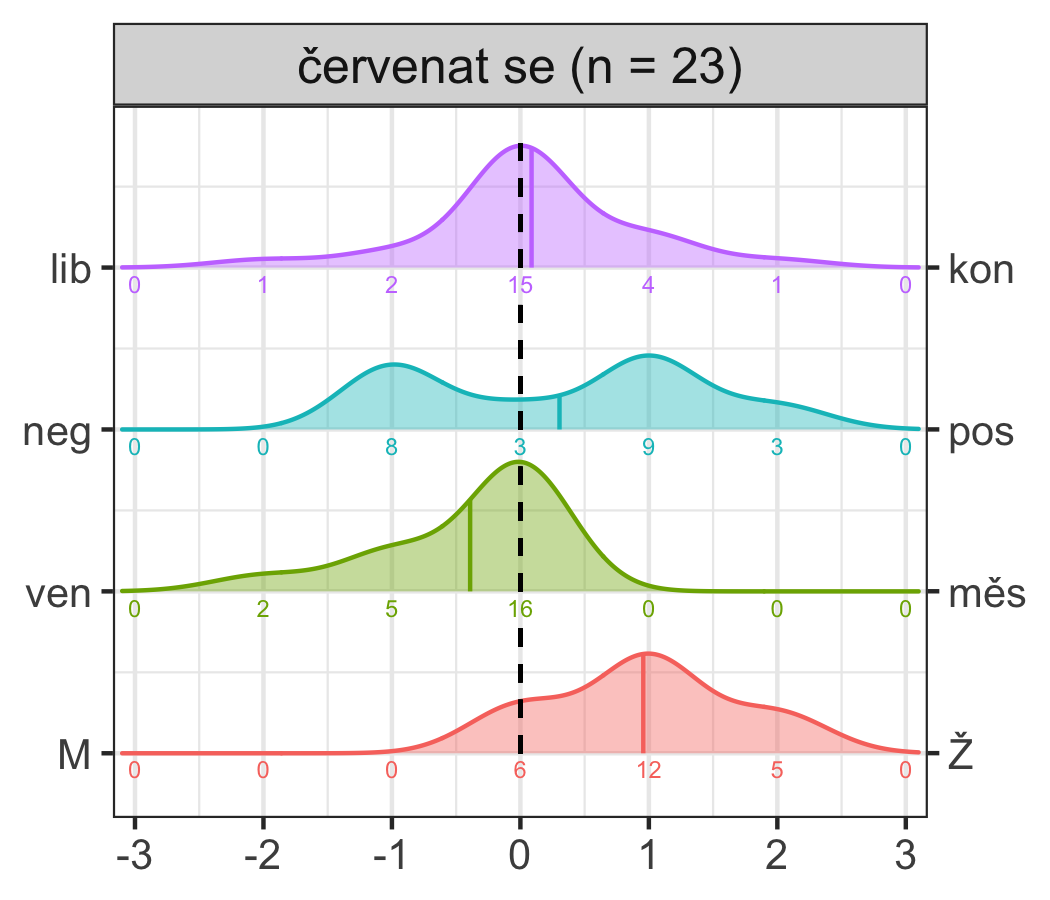 červenat se (n = 23)
lib kon
0 1 2 15 4 1 0
neg pos
0 0 8 3 9 3 0
ven měs
0 2 5 16 0 0 0
M Ž
0 0 0 6 12 5 0
-3 -2 -1 0 1 2 3